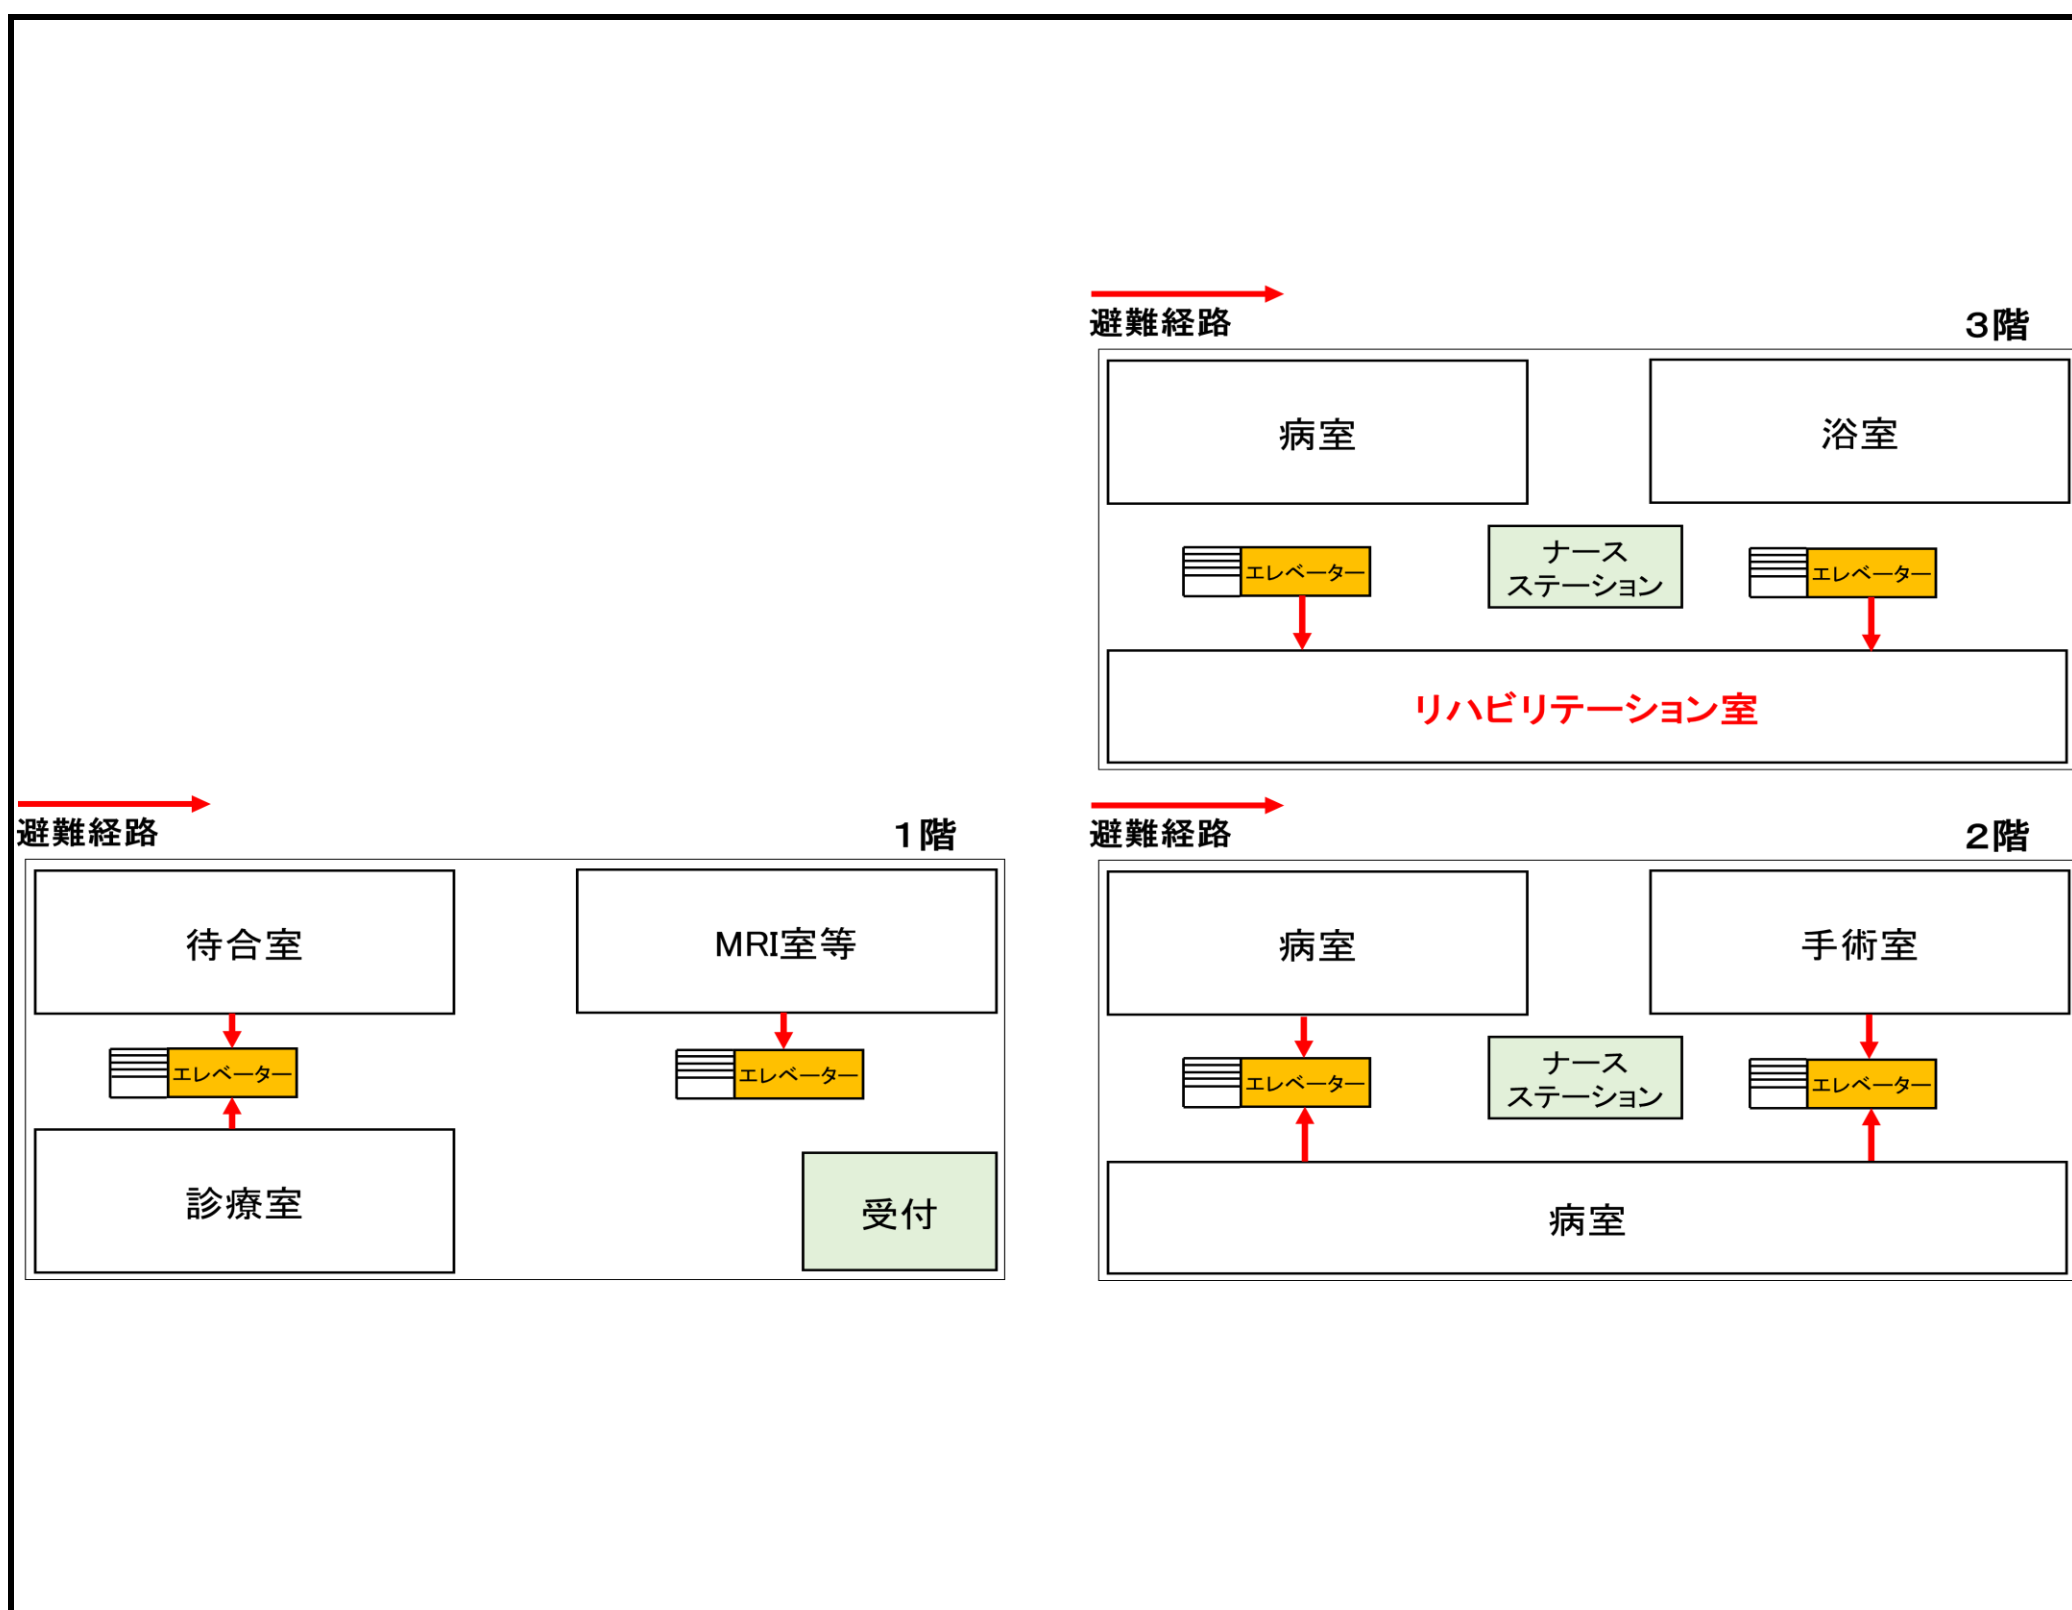 避難経路
3階
病室
浴室
エレベーター
ナース
ステーション
エレベーター
リハビリテーション室
避難経路
1階
待合室
MRI室等
エレベーター
エレベーター
診療室
受付
避難経路
2階
病室
手術室
エレベーター
ナース
ステーション
エレベーター
病室